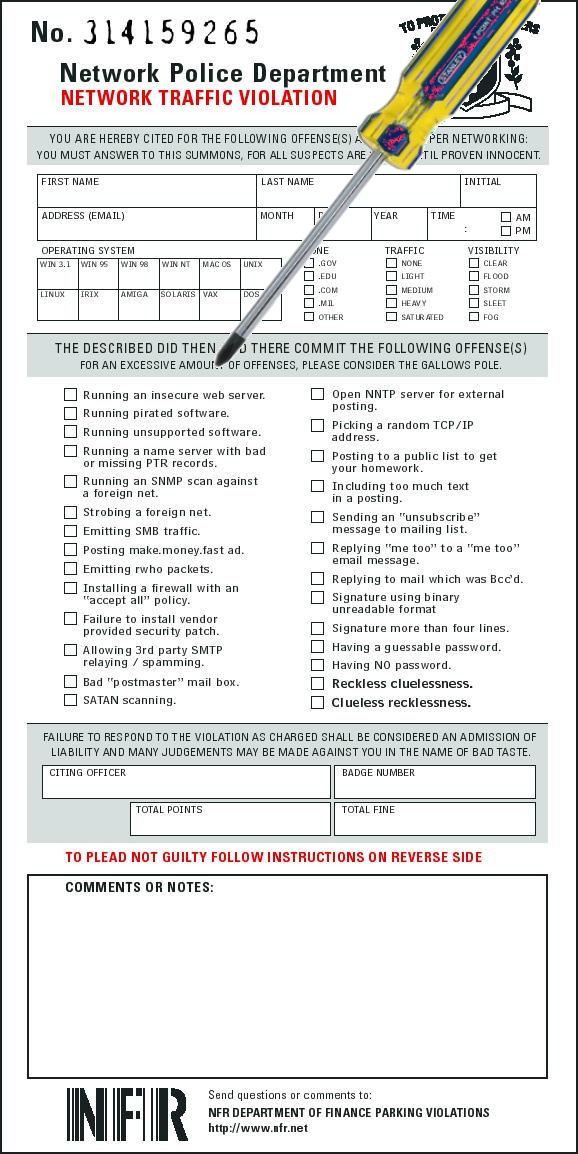 No. 314159265
TO PROT ERS
Network Police Department
NETWORK TRAFFIC VIOLATION
STANLEY
YOU ARE HEREBY CITED FOR THE FOLLOWING OFFENSE(S) A PER NETWORKING:
YOU MUST ANSWER TO THIS SUMMONS, FOR ALL SUSPECTS ARE TIL PROVEN INNOCENT.
FIRST NAME LAST NAME INITIAL
ADDRESS (EMAIL) MONTH D YEAR TIME : AM
PM
OPERATING SYSTEM NE TRAFFIC VISIBILITY
WIN 3.1 WIN 95 WIN 98 WIN NT MAC OS UNIX .GOV NONE CLEAR
.EDU LIGHT FLOOD
LINUX IRIX AMIGA SOLARIS VAX DOS .COM MEDIUM STORM
.MIL HEAVY SLEET
OTHER SATURATED FOG
THE DESCRIBED DID THEN D THERE COMMIT THE FOLLOWING OFFENSE(S)
FOR AN EXCESSIVE AMOUNT OF OFFENSES, PLEASE CONSIDER THE GALLOWS POLE.
Running an insecure web server.
Running pirated software.
Running unsupported software.
Running a name server with bad
or missing PTR records.
Running an SNMP scan against
a foreign net.
Strobing a foreign net.
Emitting SMB traffic.
Posting make.money.fast ad.
Emitting rwho packets.
Installing a firewall with an
"accept all" policy.
Failure to install vendor
provided security patch.
Allowing 3rd party SMTP
relaying / spamming.
Bad "postmaster" mail box.
SATAN scanning.
Open NNTP server for external
posting.
Picking a random TCP/IP
address.
Posting to a public list to get
your homework.
Including too much text
in a posting.
Sending an "unsubscribe"
message to mailing list.
Replying "me too" to a "me too"
email message.
Replying to mail which was Bcc'd.
Signature using binary
unreadable format
Signature more than four lines.
Having a guessable password.
Having NO password.
Reckless cluelessness.
Clueless recklessness.
FAILURE TO RESPOND TO THE VIOLATION AS CHARGED SHALL BE CONSIDERED AN ADMISSION OF
LIABILITY AND MANY JUDGEMENTS MAY BE MADE AGAINST YOU IN THE NAME OF BAD TASTE.
CITING OFFICER BADGE NUMBER
TOTAL POINTS TOTAL FINE
TO PLEAD NOT GUILTY FOLLOW INSTRUCTIONS ON REVERSE SIDE
COMMENTS OR NOTES:
NFR
Send questions or comments to:
NFR DEPARTMENT OF FINANCE PARKING VIOLATIONS
http://www.nfr.net